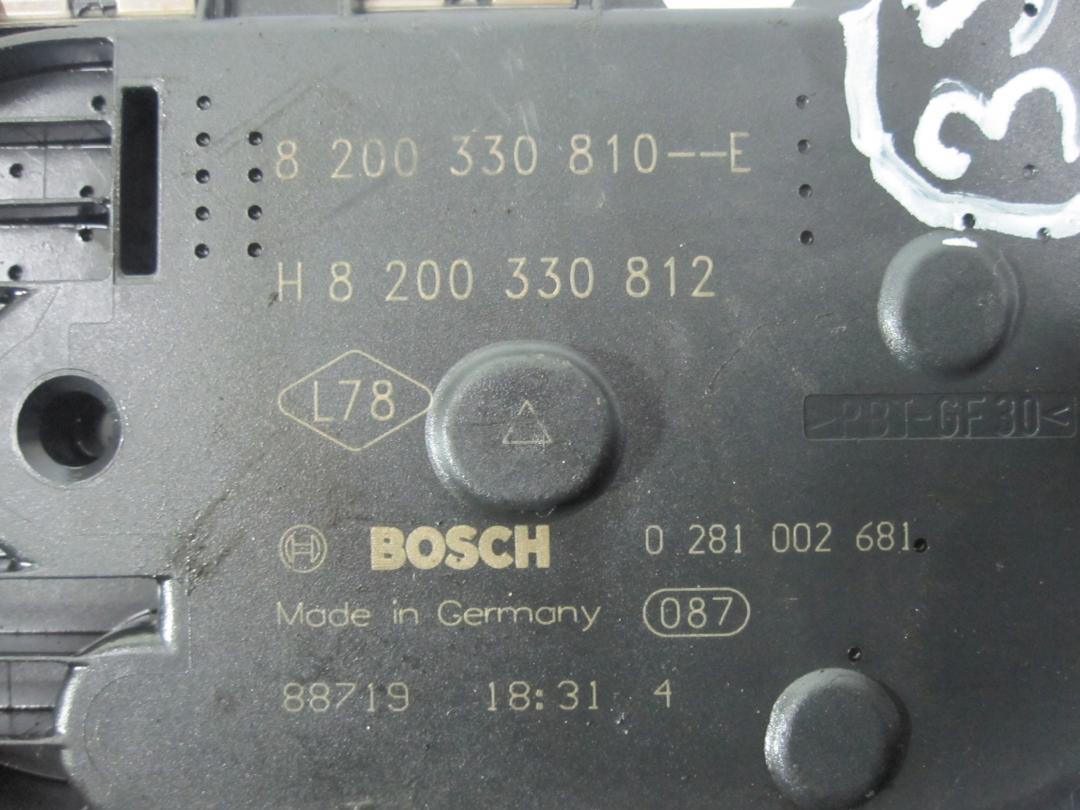 8 200 330 810--E
H 8 200 330 812
L78
>PBT-GF30<
BOSCH 0 281 002 681
Made in Germany 087
88719 18:31 4